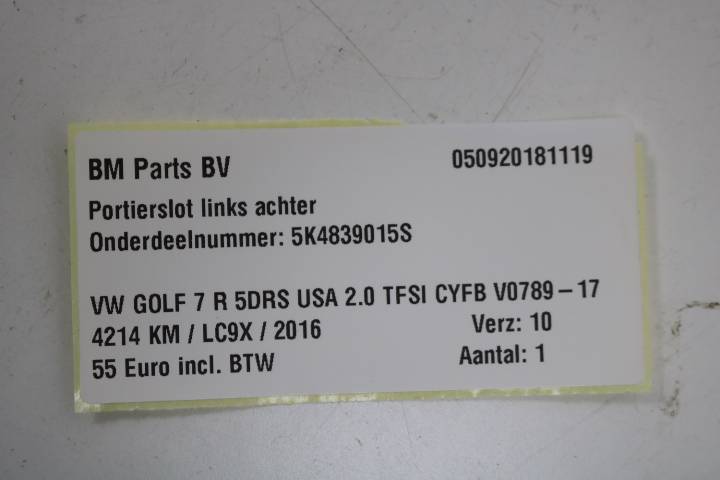 BM Parts BV 050920181119
Portierslot links achter
Onderdeelnummer: 5K4839015S
VW GOLF 7 R 5DRS USA 2.0 TFSI CYFB V0789-17
4214 KM / LC9X / 2016 Verz: 10
55 Euro incl. BTW Aantal: 1